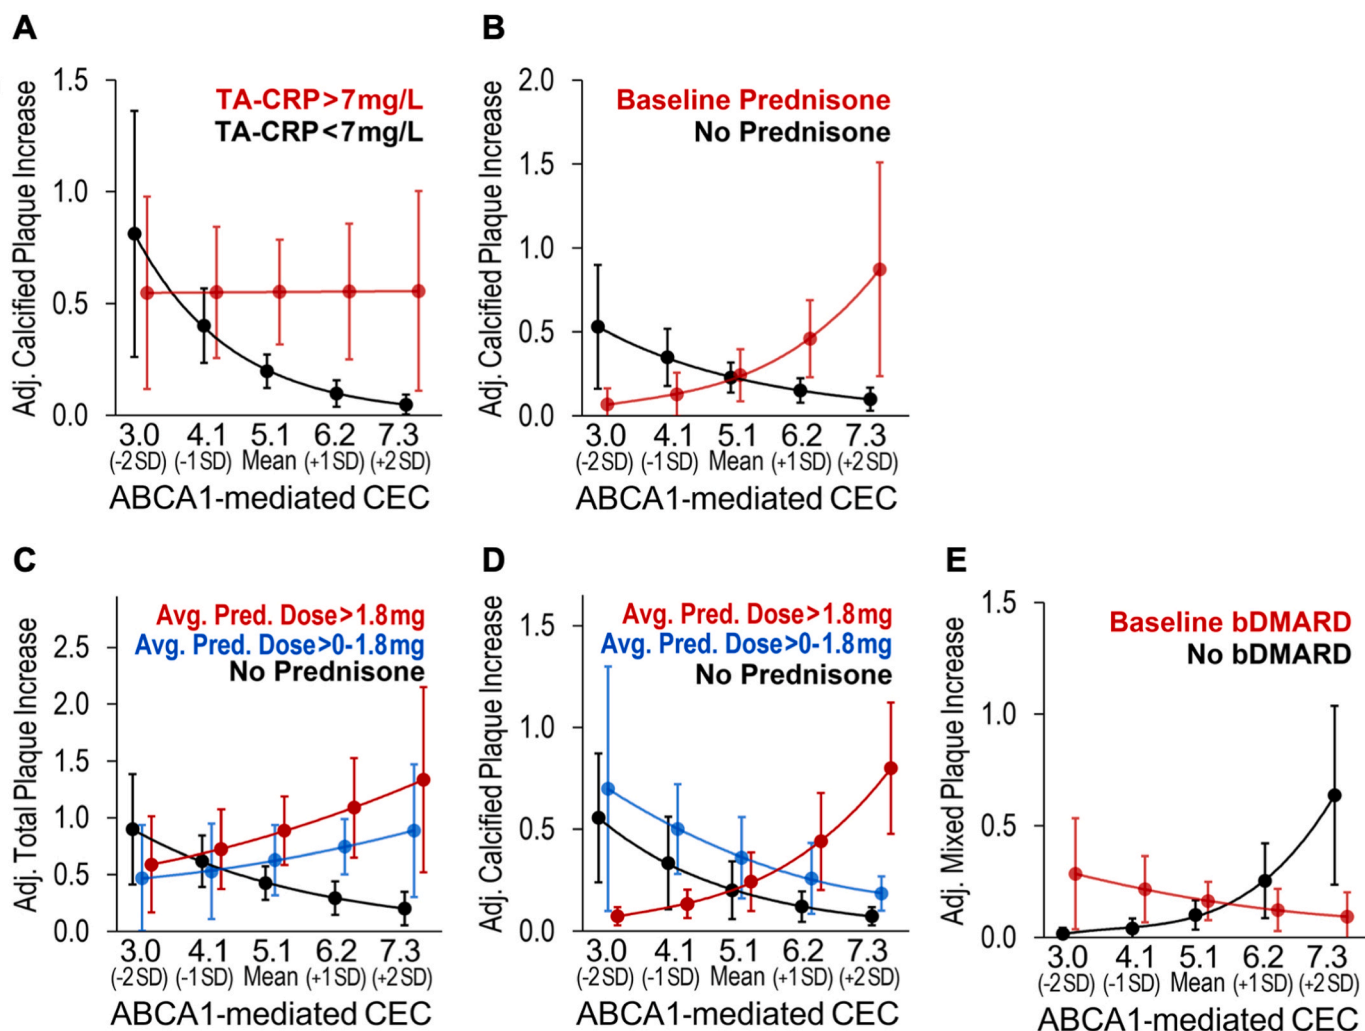 A
Adj. Calcified Plaque Increase
1.5
1.0
0.5
0.0
TA-CRP>7mg/L
TA-CRP<7mg/L
3.0 4.1 5.1 6.2 7.3
(-2SD) (-1SD) Mean (+1SD) (+2SD)
ABCA1-mediated CEC
B
Adj. Calcified Plaque Increase
2.0
1.5
1.0
0.5
0.0
Baseline Prednisone
No Prednisone
3.0 4.1 5.1 6.2 7.3
(-2SD) (-1SD) Mean (+1SD) (+2SD)
ABCA1-mediated CEC
C
Adj. Total Plaque Increase
2.5
2.0
1.5
1.0
0.5
0.0
Avg. Pred. Dose>1.8mg
Avg. Pred. Dose>0-1.8mg
No Prednisone
3.0 4.1 5.1 6.2 7.3
(-2SD) (-1SD) Mean (+1SD) (+2SD)
ABCA1-mediated CEC
D
Adj. Calcified Plaque Increase
1.5
1.0
0.5
0.0
Avg. Pred. Dose>1.8mg
Avg. Pred. Dose>0-1.8mg
No Prednisone
3.0 4.1 5.1 6.2 7.3
(-2SD) (-1SD) Mean (+1SD) (+2SD)
ABCA1-mediated CEC
E
Adj. Mixed Plaque Increase
1.5
1.0
0.5
0.0
Baseline bDMARD
No bDMARD
3.0 4.1 5.1 6.2 7.3
(-2SD) (-1SD) Mean (+1SD) (+2SD)
ABCA1-mediated CEC